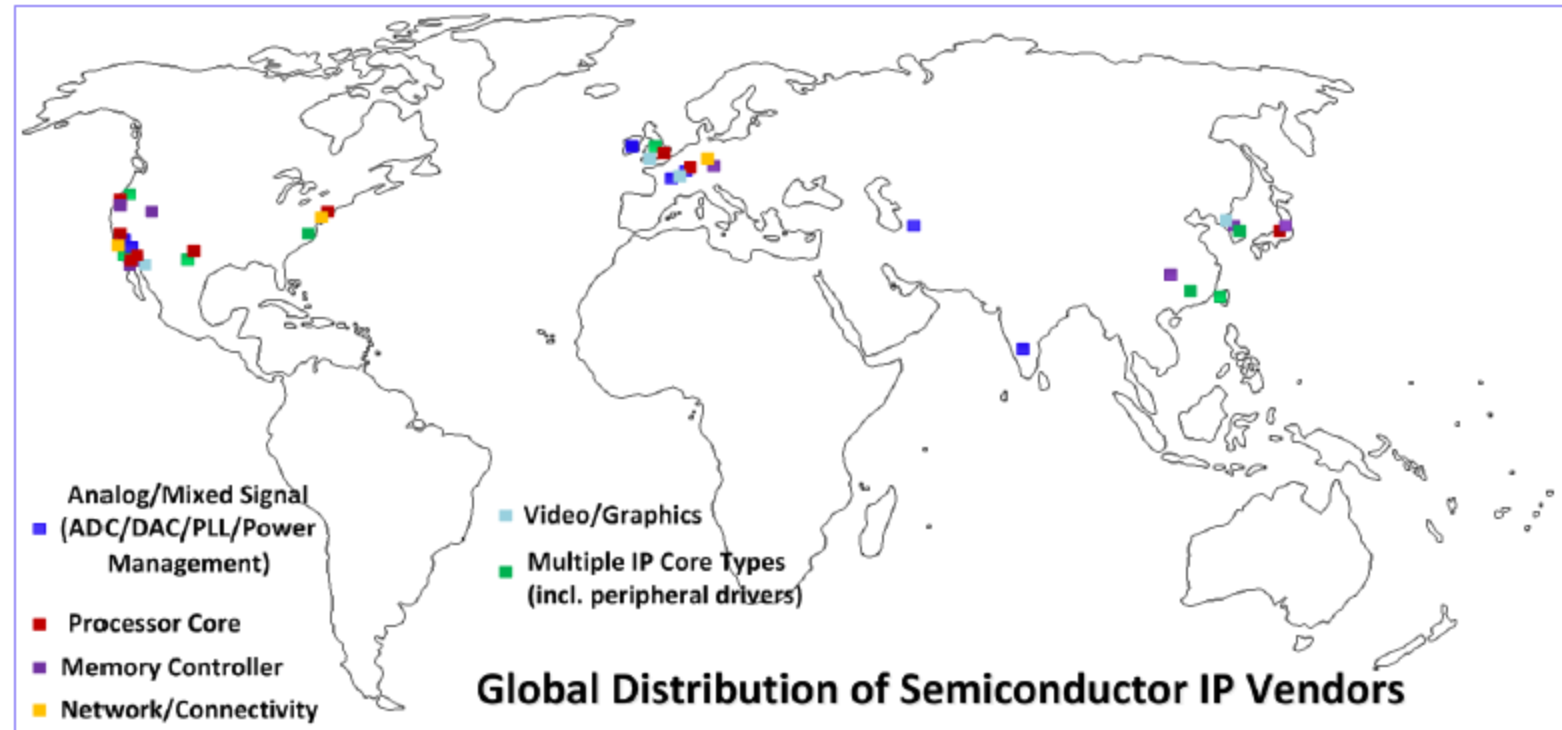 Analog/Mixed Signal
(ADC/DAC/PLL/Power
Management)
Processor Core
Memory Controller
Network/Connectivity
Video/Graphics
Multiple IP Core Types
(incl. peripheral drivers)
Global Distribution of Semiconductor IP Vendors